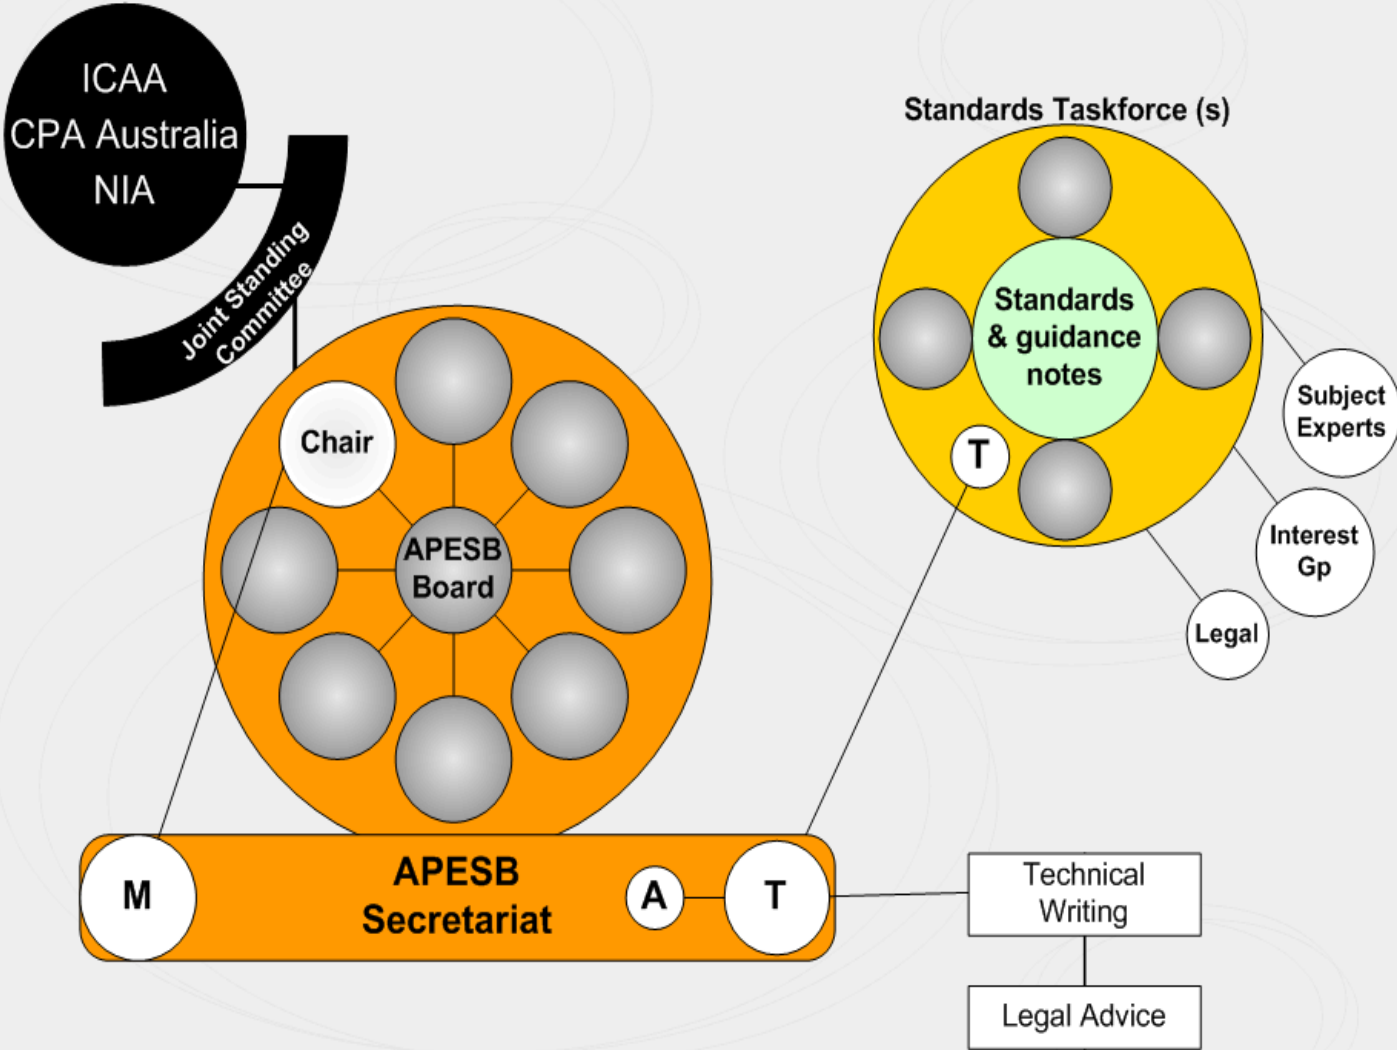 ICAA
CPA Australia
NIA
Joint Standing
Committee
Standards Taskforce (s)
Standards
& guidance
notes
T
Subject
Experts
Interest
Gp
Legal
Chair
APESB
Board
M
APESB
Secretariat
A
T
Technical
Writing
Legal Advice